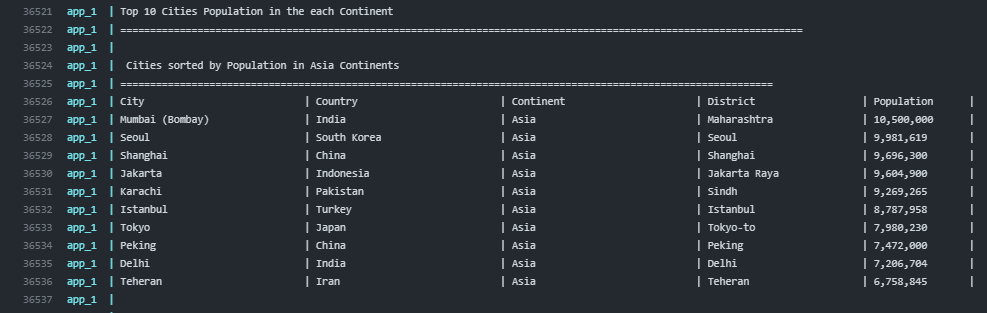 36521 app_1 | Top 10 Cities Population in the each Continent
36522 app_1 | ===================================================================================================================
36523 app_1 |
36524 app_1 |  Cities sorted by Population in Asia Continents
36525 app_1 | ==============================================================================================================
36526 app_1 | City | Country | Continent | District | Population |
36527 app_1 | Mumbai (Bombay) | India | Asia | Maharashtra | 10,500,000 |
36528 app_1 | Seoul | South Korea | Asia | Seoul | 9,981,619 |
36529 app_1 | Shanghai | China | Asia | Shanghai | 9,696,300 |
36530 app_1 | Jakarta | Indonesia | Asia | Jakarta Raya | 9,604,900 |
36531 app_1 | Karachi | Pakistan | Asia | Sindh | 9,269,265 |
36532 app_1 | Istanbul | Turkey | Asia | Istanbul | 8,787,958 |
36533 app_1 | Tokyo | Japan | Asia | Tokyo-to | 7,980,230 |
36534 app_1 | Peking | China | Asia | Peking | 7,472,000 |
36535 app_1 | Delhi | India | Asia | Delhi | 7,206,704 |
36536 app_1 | Teheran | Iran | Asia | Teheran | 6,758,845 |
36537 app_1 |